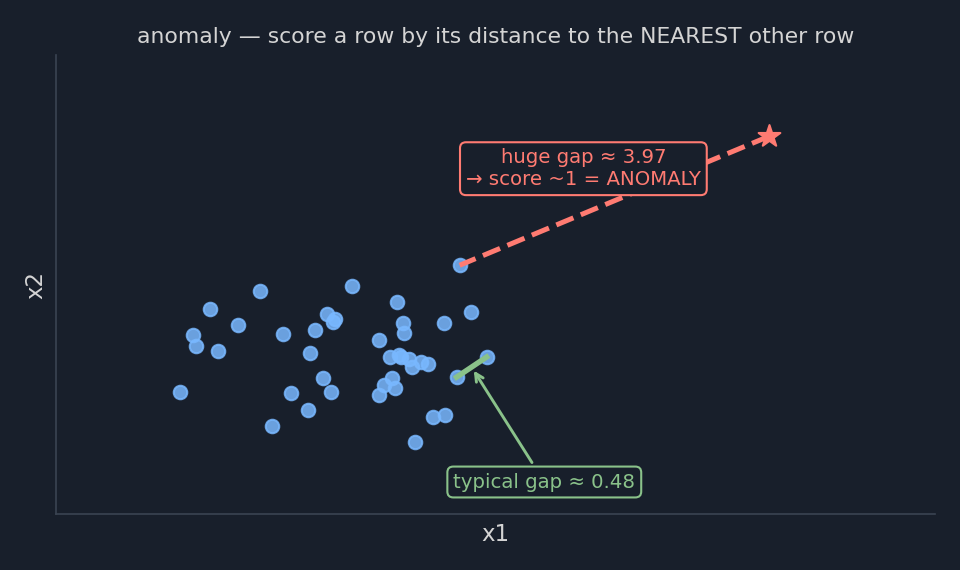 anomaly — score a row by its distance to the NEAREST other row
huge gap ≈ 3.97
→ score ~1 = ANOMALY
x2
typical gap ≈ 0.48
x1